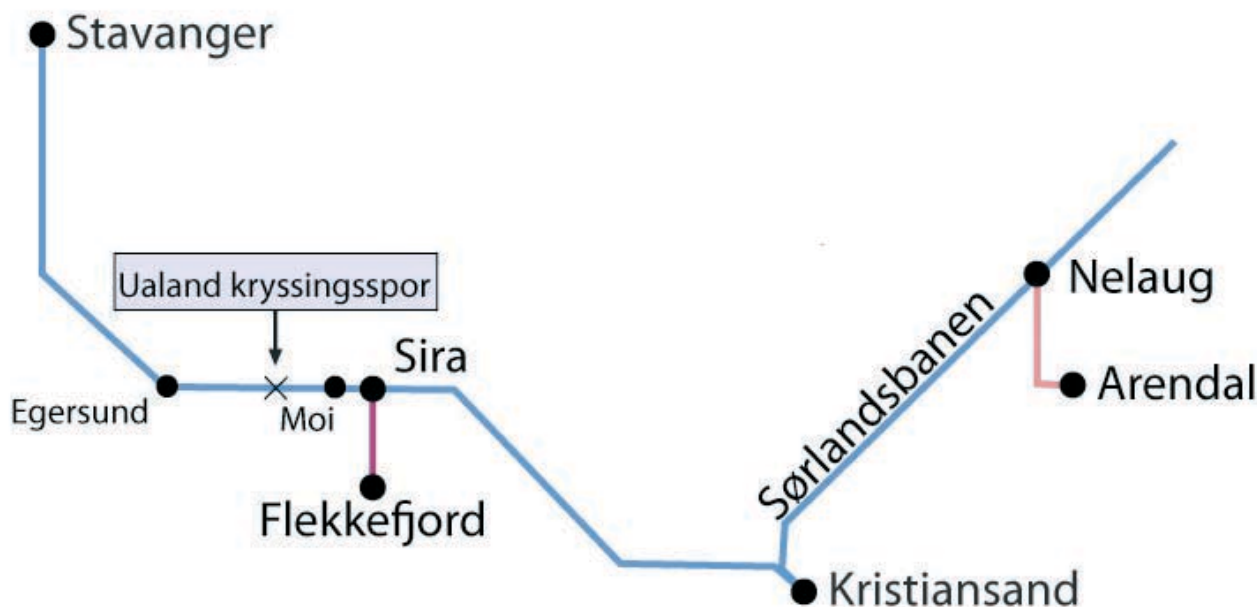 Stavanger
Ualand kryssingsspor
Nelaug
Sira
Sørlandsbanen
Arendal
Egersund
Moi
Flekkefjord
Kristiansand